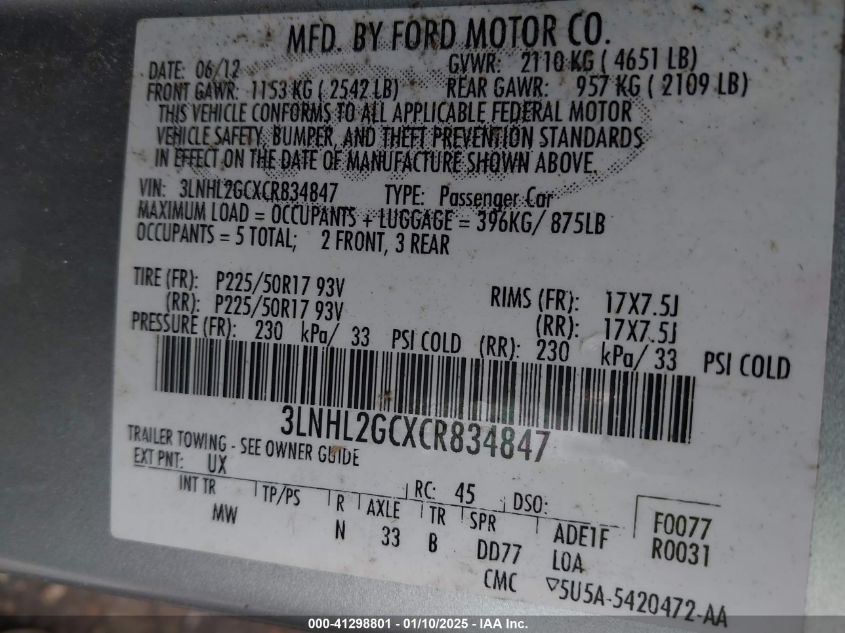 MFD. BY FORD MOTOR CO.
DATE: 06/12 GVWR: 2110 KG ( 4651 LB)
FRONT GAWR: 1153 KG ( 2542 LB) REAR GAWR: 957 KG ( 2109 LB)
THIS VEHICLE CONFORMS TO ALL APPLICABLE FEDERAL MOTOR
VEHICLE SAFETY, BUMPER, AND THEFT PREVENTION STANDARDS
IN EFFECT ON THE DATE OF MANUFACTURE SHOWN ABOVE.
VIN: 3LNHL2GCXCR834847 TYPE: Passenger Car
MAXIMUM LOAD = OCCUPANTS + LUGGAGE = 396KG/ 875LB
OCCUPANTS = 5 TOTAL; 2 FRONT, 3 REAR
TIRE (FR): P225/50R17 93V RIMS (FR): 17X7.5J
(RR): P225/50R17 93V (RR): 17X7.5J
PRESSURE (FR): 230 kPa/ 33 PSI COLD (RR): 230 kPa/ 33 PSI COLD
3LNHL2GCXCR834847
TRAILER TOWING - SEE OWNER GUIDE
EXT PNT: UX RC: 45 DSO: F0077
INT TR TP/PS R AXLE TR SPR ADE1F R0031
MW N 33 B DD77 LOA
CMC ▽5U5A-5420472-AA
000-41298801 / 01/10/2025 - IAA Inc.